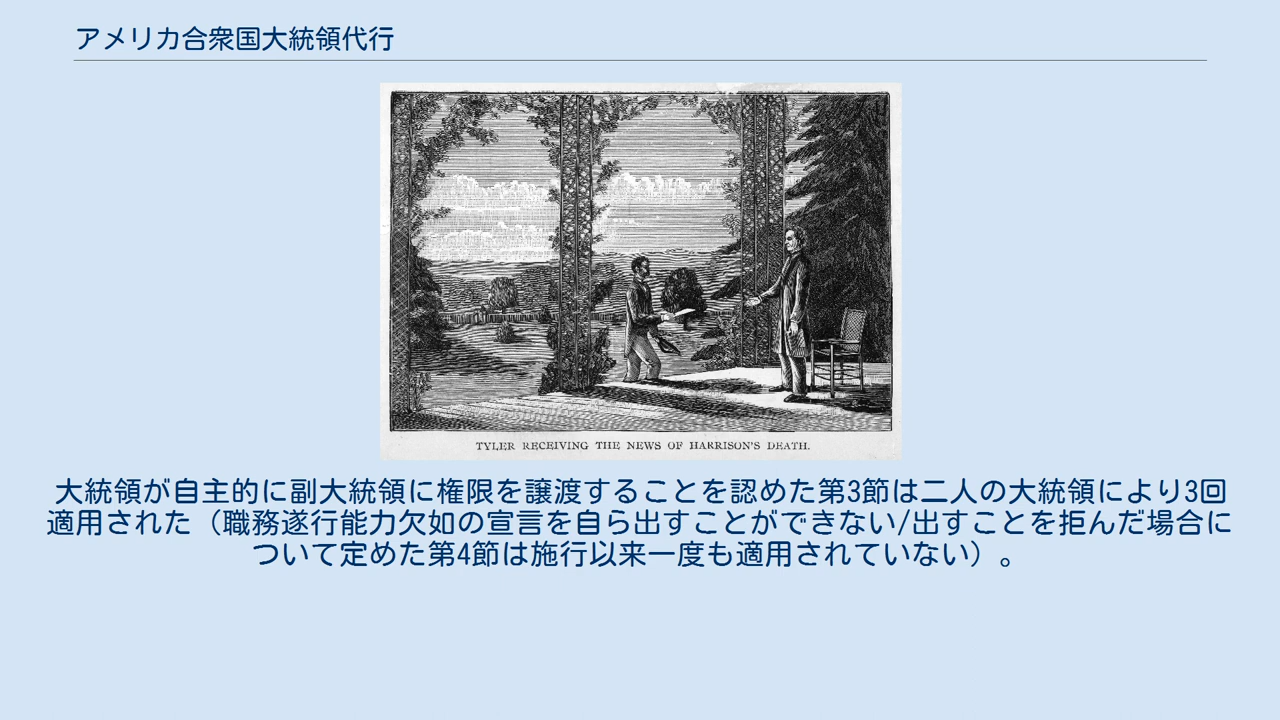 アメリカ合衆国大統領代行
TYLER RECEIVING THE NEWS OF HARRISON'S DEATH.
大統領が自主的に副大統領に権限を譲渡することを認めた第3節は二人の大統領により3回
適用された（職務遂行能力欠如の宣言を自ら出すことができない/出すことを拒んだ場合に
ついて定めた第4節は施行以来一度も適用されていない）。